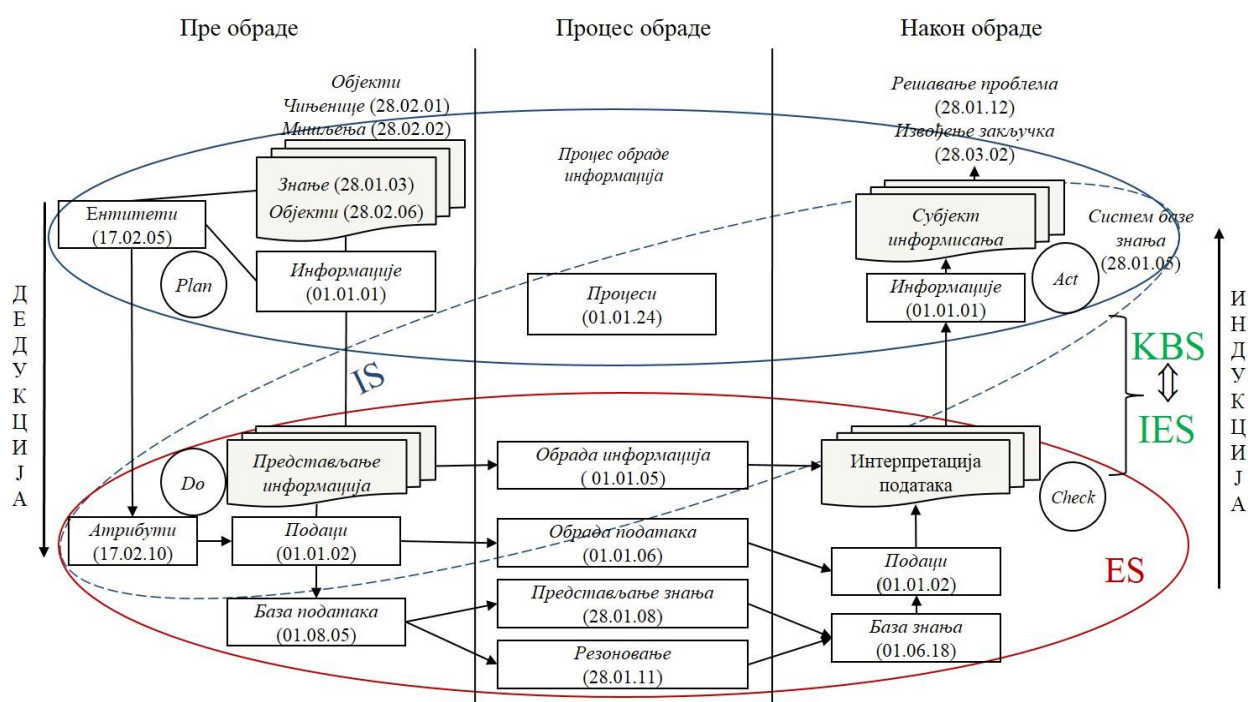 Пре обраде
Процес обраде
Након обраде
Објекти
Чињенице (28.02.01)
Мишљења (28.02.02)
Знање (28.01.03)
Објекти (28.02.06)
Ентитети
(17.02.05)
Plan
Информације
(01.01.01)
Процес обраде
информација
Процеси
(01.01.24)
Решавање проблема
(28.01.12)
Извођење закључка
(28.03.02)
Субјект
информисања
Систем базе
знања
(28.01.05)
Информације
(01.01.01)
Act
ДЕДУКЦИЈА
ИНДУКЦИЈА
KBS
IES
IS
Представљање
информација
Do
Атрибути
(17.02.10)
Подаци
(01.01.02)
База података
(01.08.05)
Обрада информација
( 01.01.05)
Обрада података
(01.01.06)
Представљање знања
(28.01.08)
Резоновање
(28.01.11)
Интерпретација
података
Check
Подаци
(01.01.02)
База знања
(01.06.18)
ES